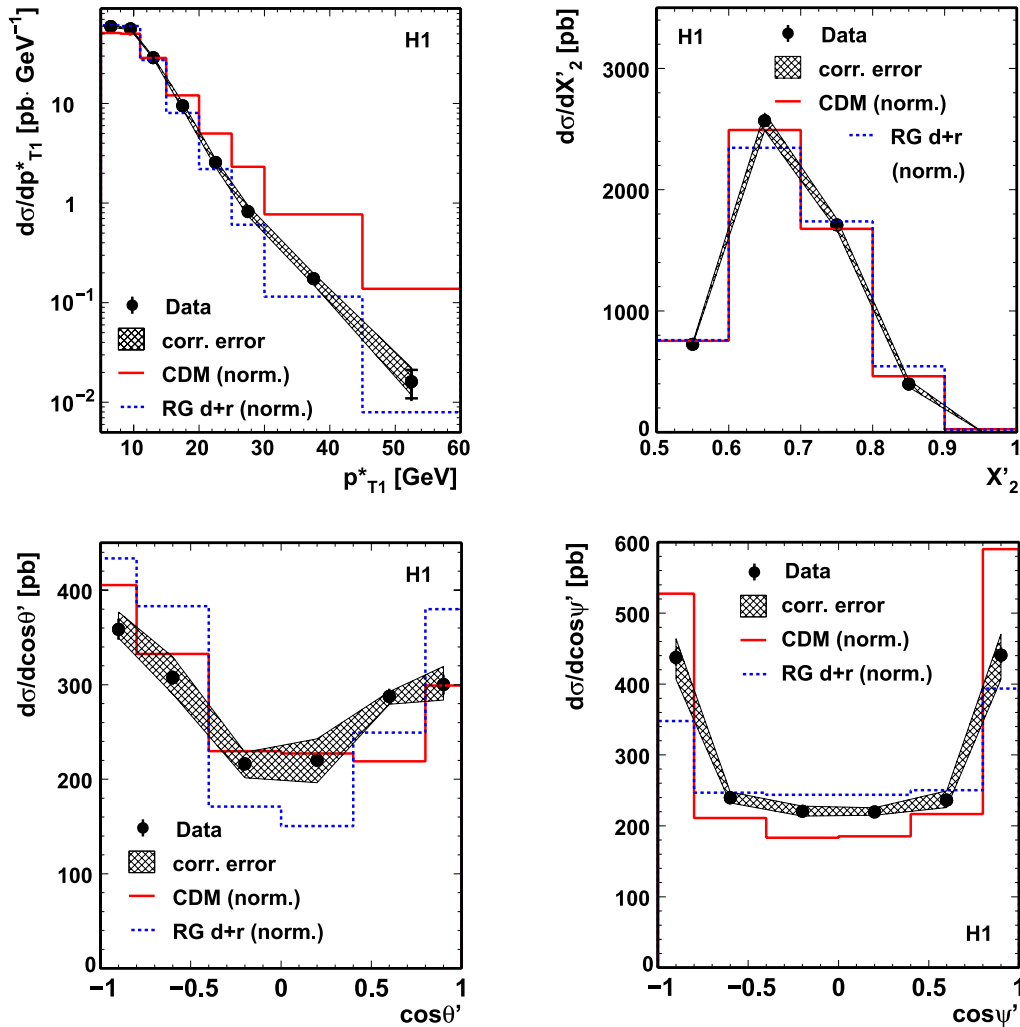 dσ/dp*T1 [pb· GeV−1]
H1
10
1
10−1
10−2
Data
corr. error
CDM (norm.)
RG d+r (norm.)
10 20 30 40 50 60
p*T1 [GeV]
dσ/dX'2 [pb]
H1
Data
corr. error
CDM (norm.)
RG d+r
(norm.)
3000
2000
1000
0
0.5 0.6 0.7 0.8 0.9 1
X'2
dσ/dcosθ' [pb]
H1
400
300
200
100
0
Data
corr. error
CDM (norm.)
RG d+r (norm.)
−1 −0.5 0 0.5 1
cosθ'
dσ/dcosψ' [pb]
600
500
400
300
200
100
0
Data
corr. error
CDM (norm.)
RG d+r (norm.)
H1
−1 −0.5 0 0.5 1
cosψ'